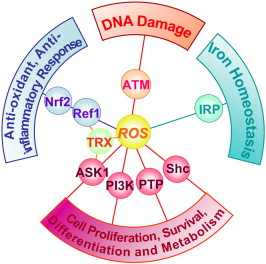 DNA Damage
Anti-oxidant, Anti-
inflammatory Response
Iron Homeostasis
ATM
Nrf2
Ref1
IRP
TRX
ROS
ASK1
PI3K
PTP
Shc
Cell Proliferation, Survival,
Differentiation and Metabolism